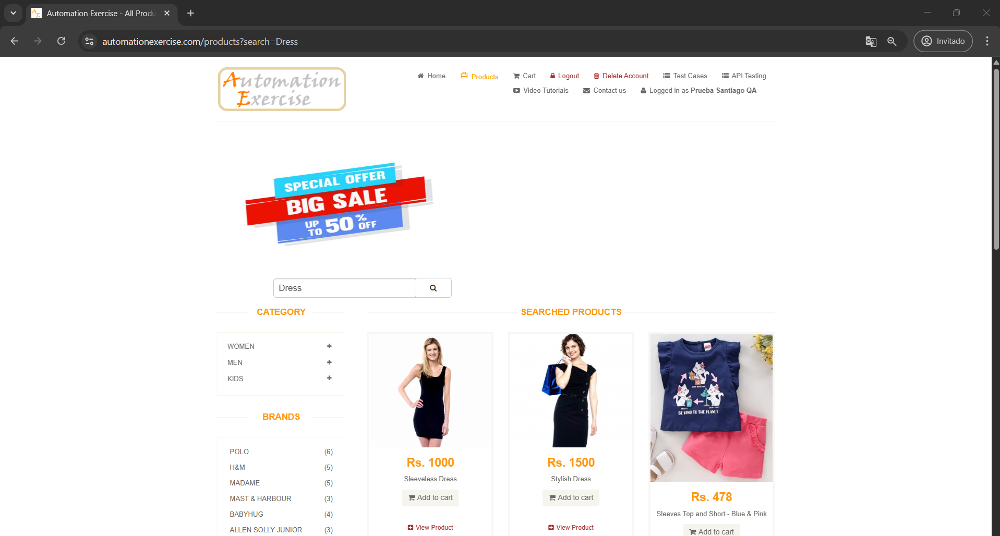 Automation Exercise - All Produ
automationexercise.com/products?search=Dress
Invitado
Automation
Exercise
Home
Products
Cart
Logout
Delete Account
Test Cases
API Testing
Video Tutorials
Contact us
Logged in as Prueba Santiago QA
SPECIAL OFFER
BIG SALE
UP TO 50% OFF
Dress
CATEGORY
WOMEN
MEN
KIDS
BRANDS
POLO (6)
H&M (5)
MADAME (5)
MAST & HARBOUR (3)
BABYHUG (4)
ALLEN SOLLY JUNIOR (3)
SEARCHED PRODUCTS
Rs. 1000
Sleeveless Dress
Add to cart
View Product
Rs. 1500
Stylish Dress
Add to cart
View Product
BE KIND TO THE PLANET
Rs. 478
Sleeves Top and Short - Blue & Pink
Add to cart